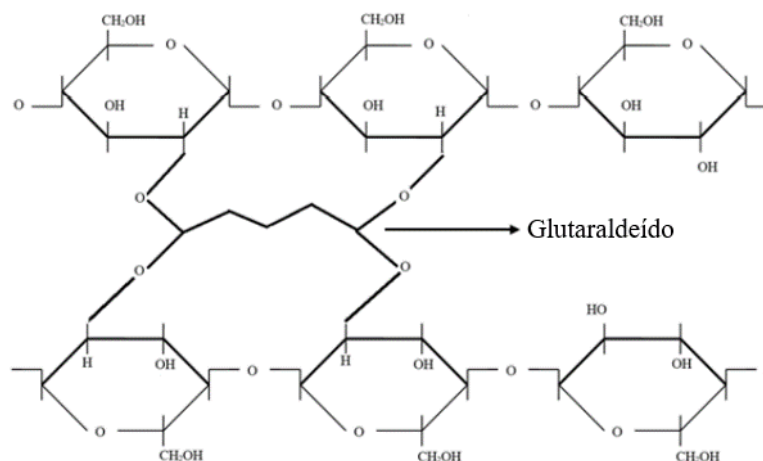 CH₂OH CH₂OH CH₂OH
O O O
O OH H O OH H O OH
OH
O O
Glutaraldeído
O O
HO
H OH O H OH O OH
O O O
CH₂OH CH₂OH CH₂OH